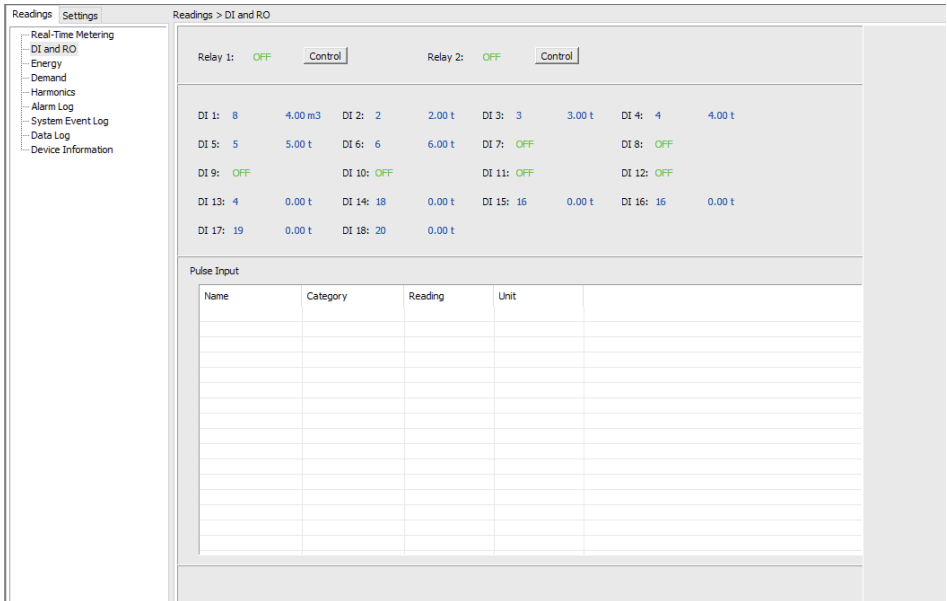 Readings Settings
Readings > DI and RO
Real-Time Metering
DI and RO
Energy
Demand
Harmonics
Alarm Log
System Event Log
Data Log
Device Information
Relay 1: OFF Control Relay 2: OFF Control
DI 1: 8 4.00 m3 DI 2: 2 2.00 t DI 3: 3 3.00 t DI 4: 4 4.00 t
DI 5: 5 5.00 t DI 6: 6 6.00 t DI 7: OFF DI 8: OFF
DI 9: OFF DI 10: OFF DI 11: OFF DI 12: OFF
DI 13: 4 0.00 t DI 14: 18 0.00 t DI 15: 16 0.00 t DI 16: 16 0.00 t
DI 17: 19 0.00 t DI 18: 20 0.00 t
Pulse Input
Name Category Reading Unit